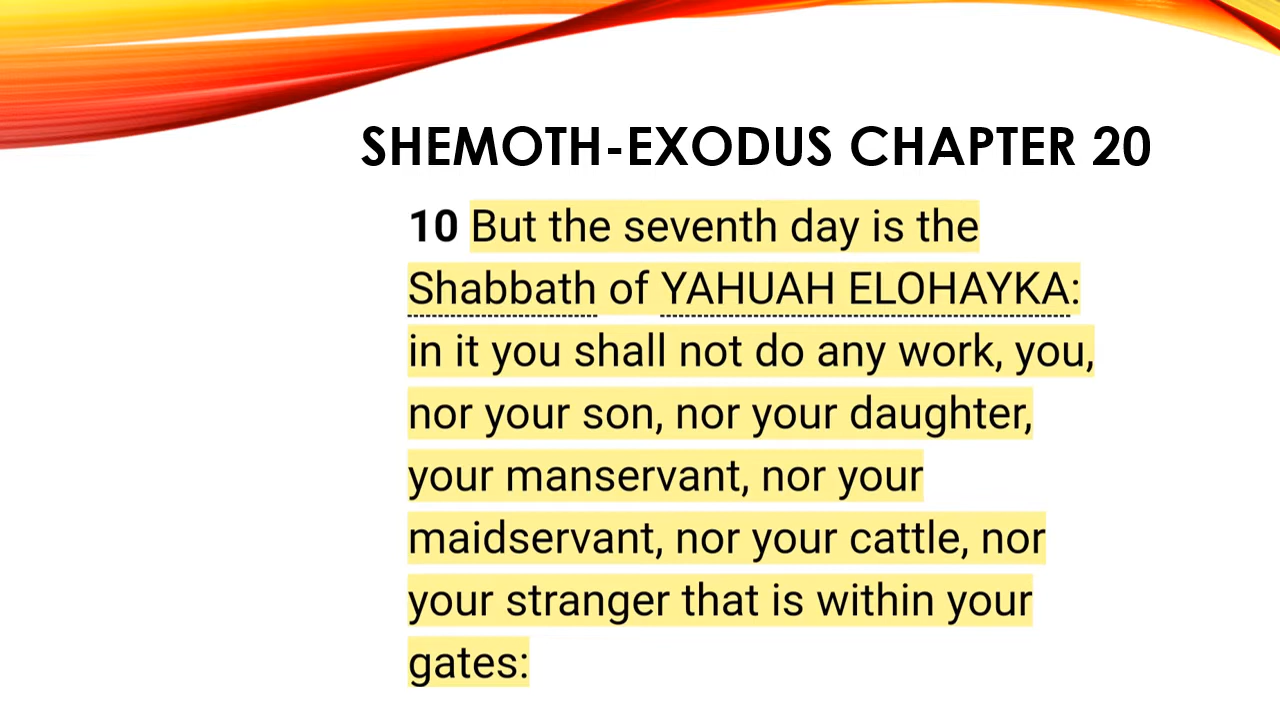 SHEMOTH-EXODUS CHAPTER 20
10 But the seventh day is the
Shabbath of YAHUAH ELOHAYKA:
in it you shall not do any work, you,
nor your son, nor your daughter,
your manservant, nor your
maidservant, nor your cattle, nor
your stranger that is within your
gates: